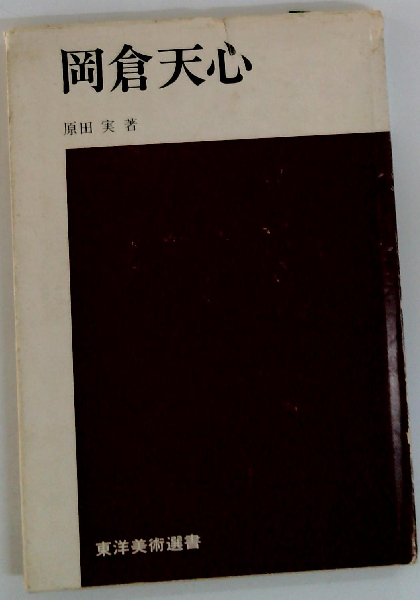 岡倉天心
原田 実 著
東洋美術選書